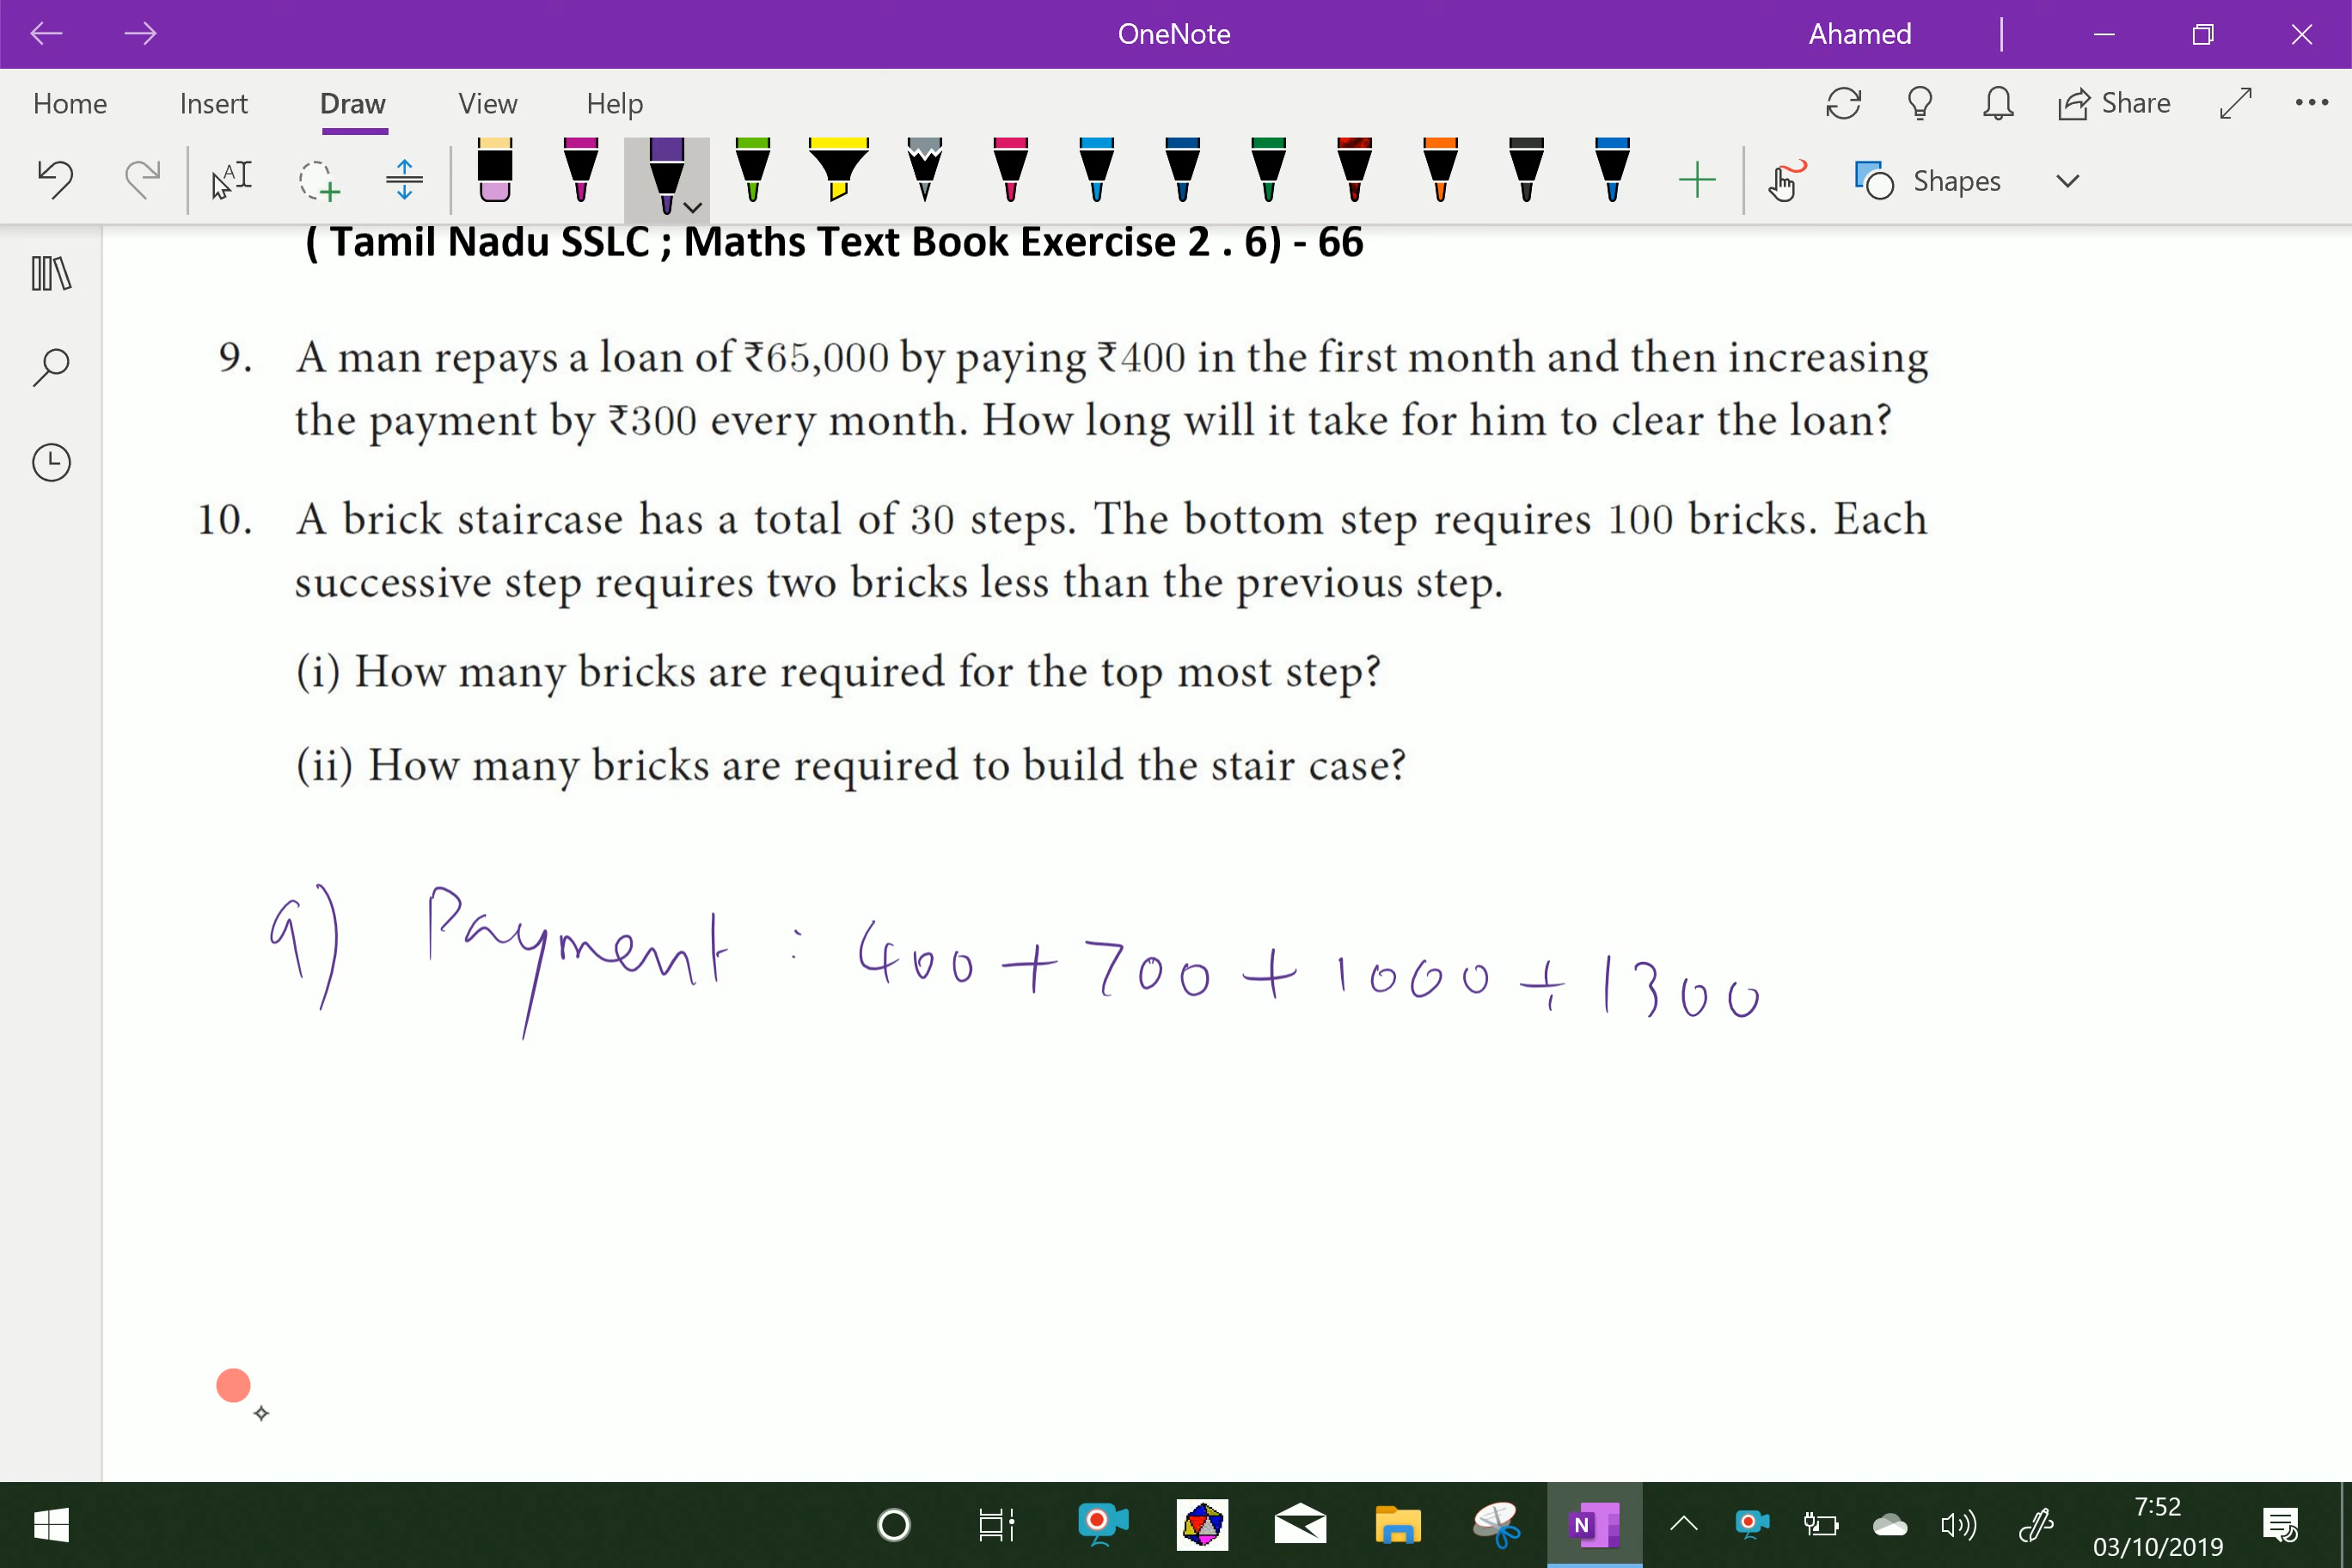 OneNote
Ahamed
Home Insert Draw View Help
Share
Shapes
( Tamil Nadu SSLC ; Maths Text Book Exercise 2 . 6) - 66
9. A man repays a loan of ₹65,000 by paying ₹400 in the first month and then increasing
the payment by ₹300 every month. How long will it take for him to clear the loan?
10. A brick staircase has a total of 30 steps. The bottom step requires 100 bricks. Each
successive step requires two bricks less than the previous step.
(i) How many bricks are required for the top most step?
(ii) How many bricks are required to build the stair case?
9) Payment : 400 + 700 + 1000 + 1300
N
7:52
03/10/2019